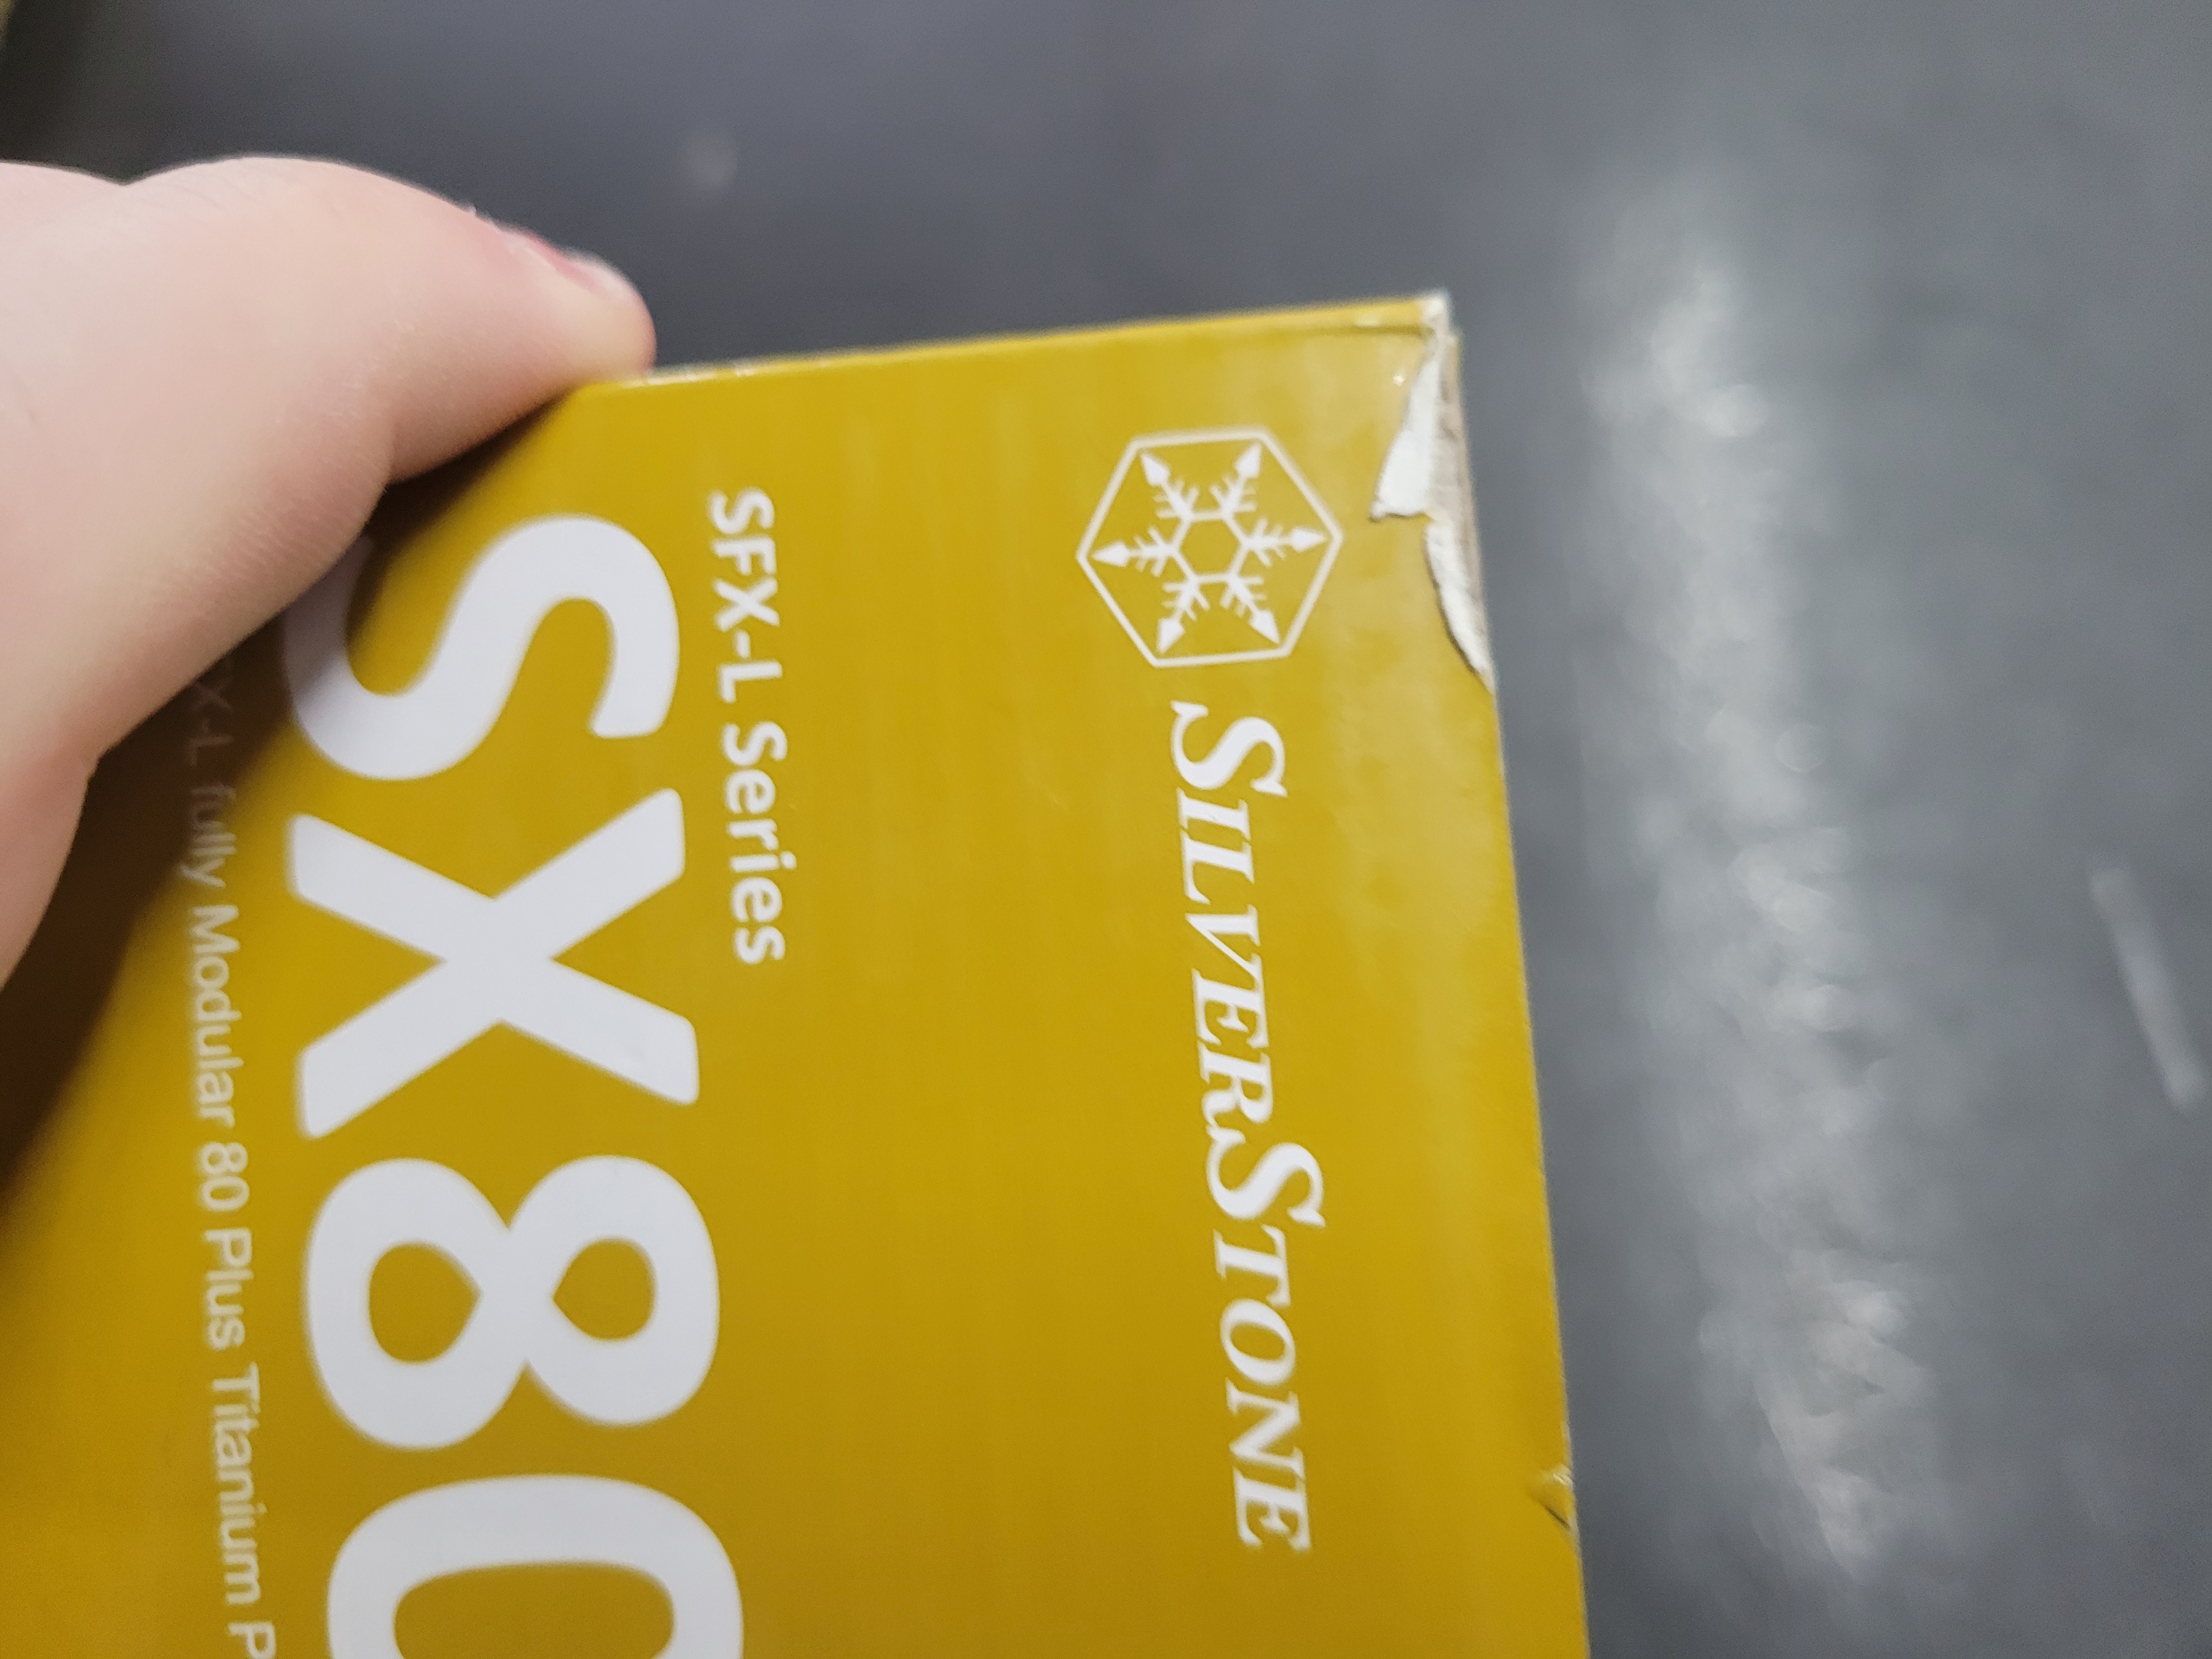 SILVERSTONE
SFX-L Series
SX80
X-L fully Modular 80 Plus Titanium P